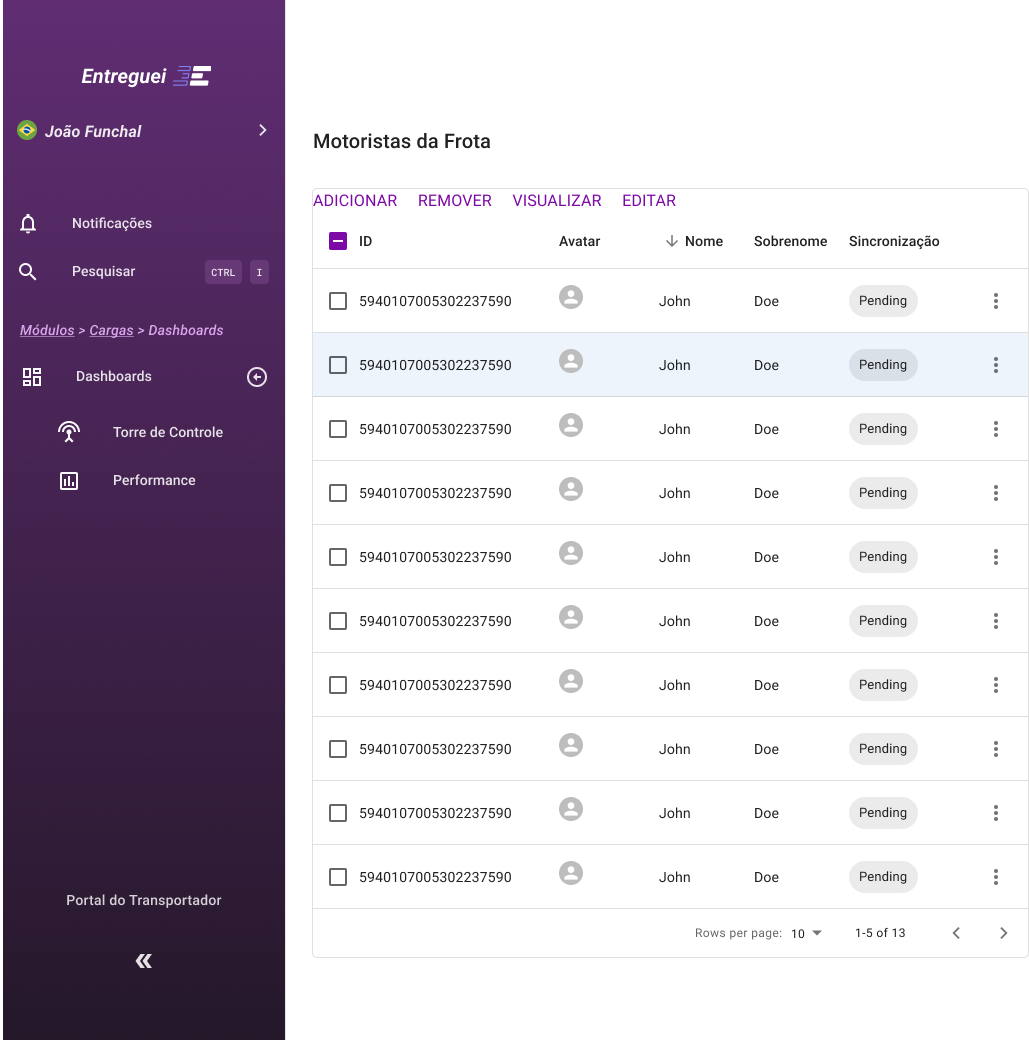 Entreguei
João Funchal
Notificações
Pesquisar CTRL I
Módulos > Cargas > Dashboards
Dashboards
Torre de Controle
Performance
Portal do Transportador
Motoristas da Frota
ADICIONAR REMOVER VISUALIZAR EDITAR
ID Avatar Nome Sobrenome Sincronização
5940107005302237590 John Doe Pending
5940107005302237590 John Doe Pending
5940107005302237590 John Doe Pending
5940107005302237590 John Doe Pending
5940107005302237590 John Doe Pending
5940107005302237590 John Doe Pending
5940107005302237590 John Doe Pending
5940107005302237590 John Doe Pending
5940107005302237590 John Doe Pending
5940107005302237590 John Doe Pending
Rows per page: 10 1-5 of 13